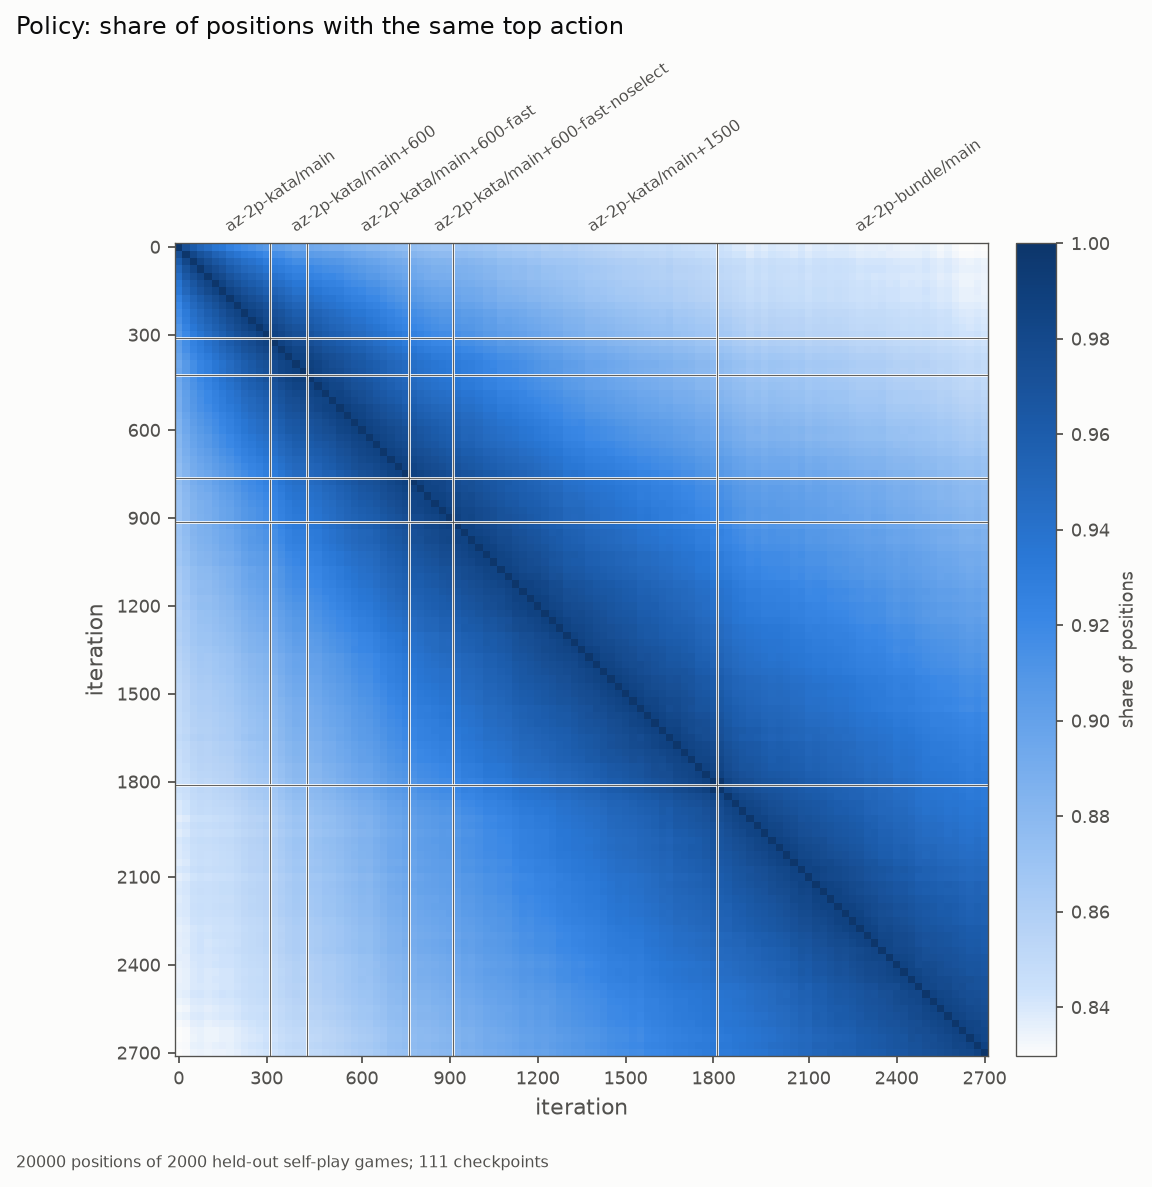 Policy: share of positions with the same top action
az-2p-kata/main
az-2p-kata/main+600
az-2p-kata/main+600-fast
az-2p-kata/main+600-fast-noselect
az-2p-kata/main+1500
az-2p-bundle/main
0
300
600
900
1200
1500
1800
2100
2400
2700
iteration
0 300 600 900 1200 1500 1800 2100 2400 2700
iteration
1.00
0.98
0.96
0.94
0.92
0.90
0.88
0.86
0.84
share of positions
20000 positions of 2000 held-out self-play games; 111 checkpoints